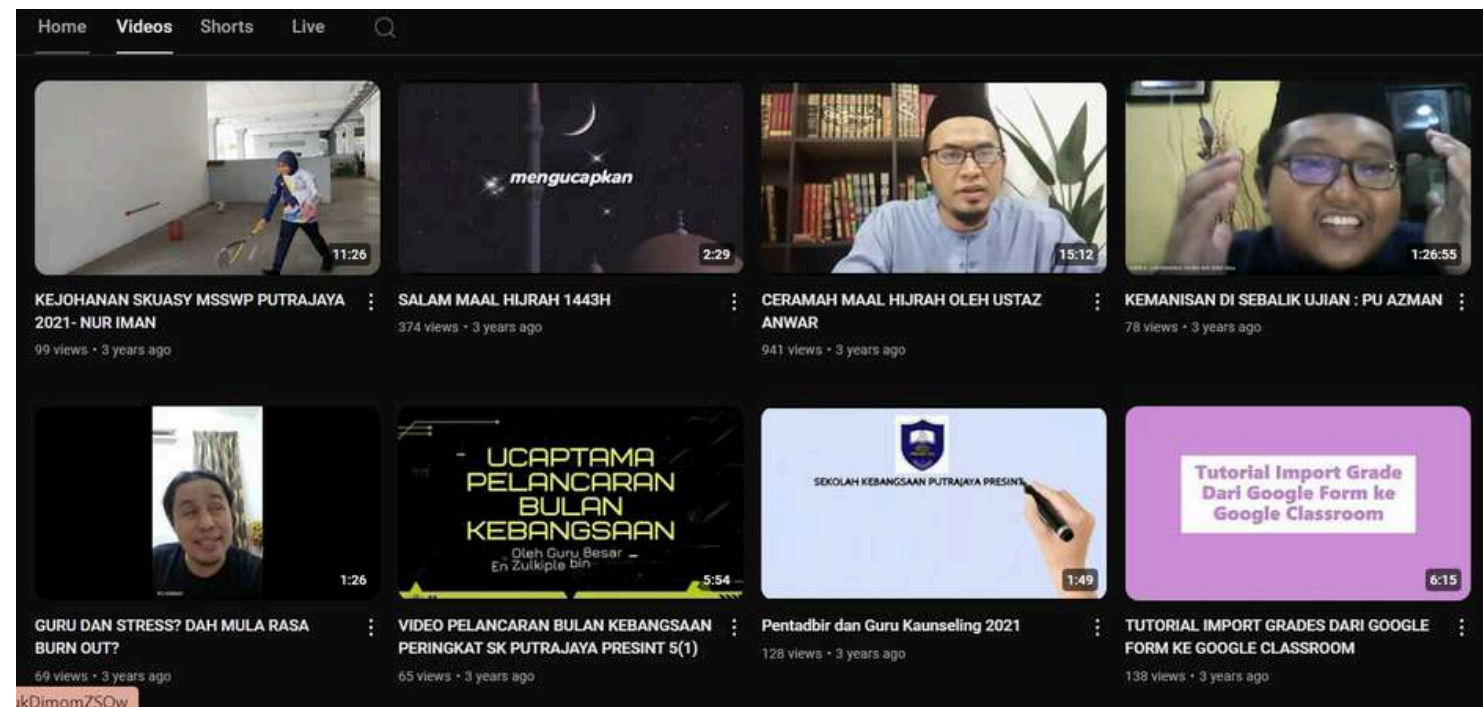 Home Videos Shorts Live
mengucapkan
11:26
2:29
15:12
1:26:55
KEJOHANAN SKUASY MSSWP PUTRAJAYA
2021- NUR IMAN
99 views • 3 years ago
SALAM MAAL HIJRAH 1443H
374 views • 3 years ago
CERAMAH MAAL HIJRAH OLEH USTAZ
ANWAR
941 views • 3 years ago
KEMANISAN DI SEBALIK UJIAN : PU AZMAN
78 views • 3 years ago
1:26
UCAPTAMA
PELANCARAN
BULAN
KEBANGSAAN
Oleh Guru Besar
En Zulkiple bin
5:54
SEKOLAH KEBANGSAAN PUTRAJAYA PRESINT
1:49
Tutorial Import Grade
Dari Google Form ke
Google Classroom
6:15
GURU DAN STRESS? DAH MULA RASA
BURN OUT?
69 views • 3 years ago
VIDEO PELANCARAN BULAN KEBANGSAAN
PERINGKAT SK PUTRAJAYA PRESINT 5(1)
65 views • 3 years ago
Pentadbir dan Guru Kaunseling 2021
128 views • 3 years ago
TUTORIAL IMPORT GRADES DARI GOOGLE
FORM KE GOOGLE CLASSROOM
138 views • 3 years ago